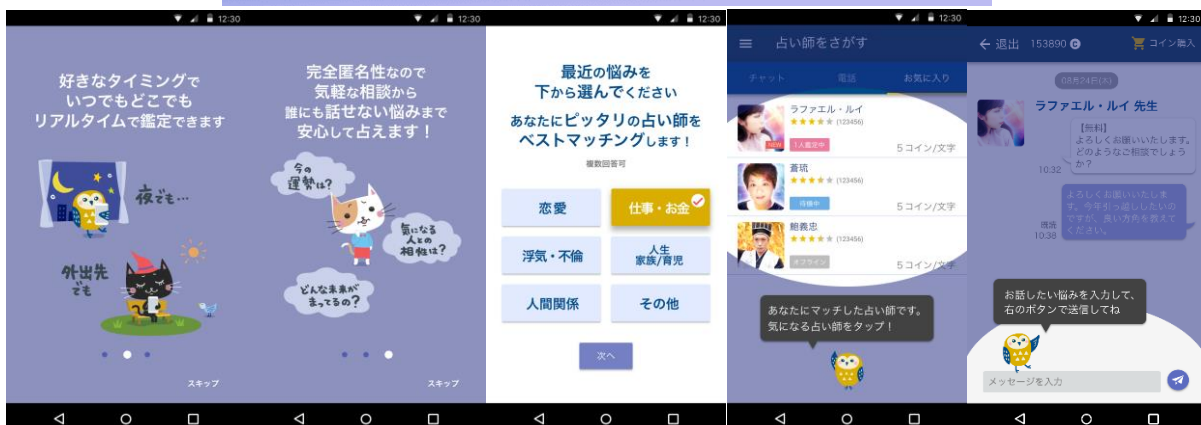 12:30
好きなタイミングで
いつでもどこでも
リアルタイムで鑑定できます
夜でも…
外出先
でも
スキップ
12:30
完全匿名性なので
気軽な相談から
誰にも話せない悩みまで
安心して占えます！
今の
運勢は？
気になる
人との
相性は？
どんな未来が
まってるの？
スキップ
12:30
最近の悩みを
下から選んでください
あなたにピッタリの占い師を
ベストマッチングします！
複数回答可
恋愛
仕事・お金
浮気・不倫
人生
家族/育児
人間関係
その他
次へ
12:30
占い師をさがす
チャット
電話
お気に入り
ラファエル・ルイ
(123456)
NEW
1人鑑定中
5コイン/文字
蒼琉
(123456)
待機中
5コイン/文字
鮑義忠
(123456)
オフライン
5コイン/文字
あなたにマッチした占い師です。
気になる占い師をタップ！
12:30
退出 153890 C
コイン購入
08月24日(水)
ラファエル・ルイ 先生
【無料】
よろしくお願いいたします。
どのようなご相談でしょう
か？
10:32
よろしくお願いいたしま
す。今年引っ越ししたいの
ですが、良い方角を教えて
ください。
既読
10:38
お話したい悩みを入力して、
右のボタンで送信してね
メッセージを入力